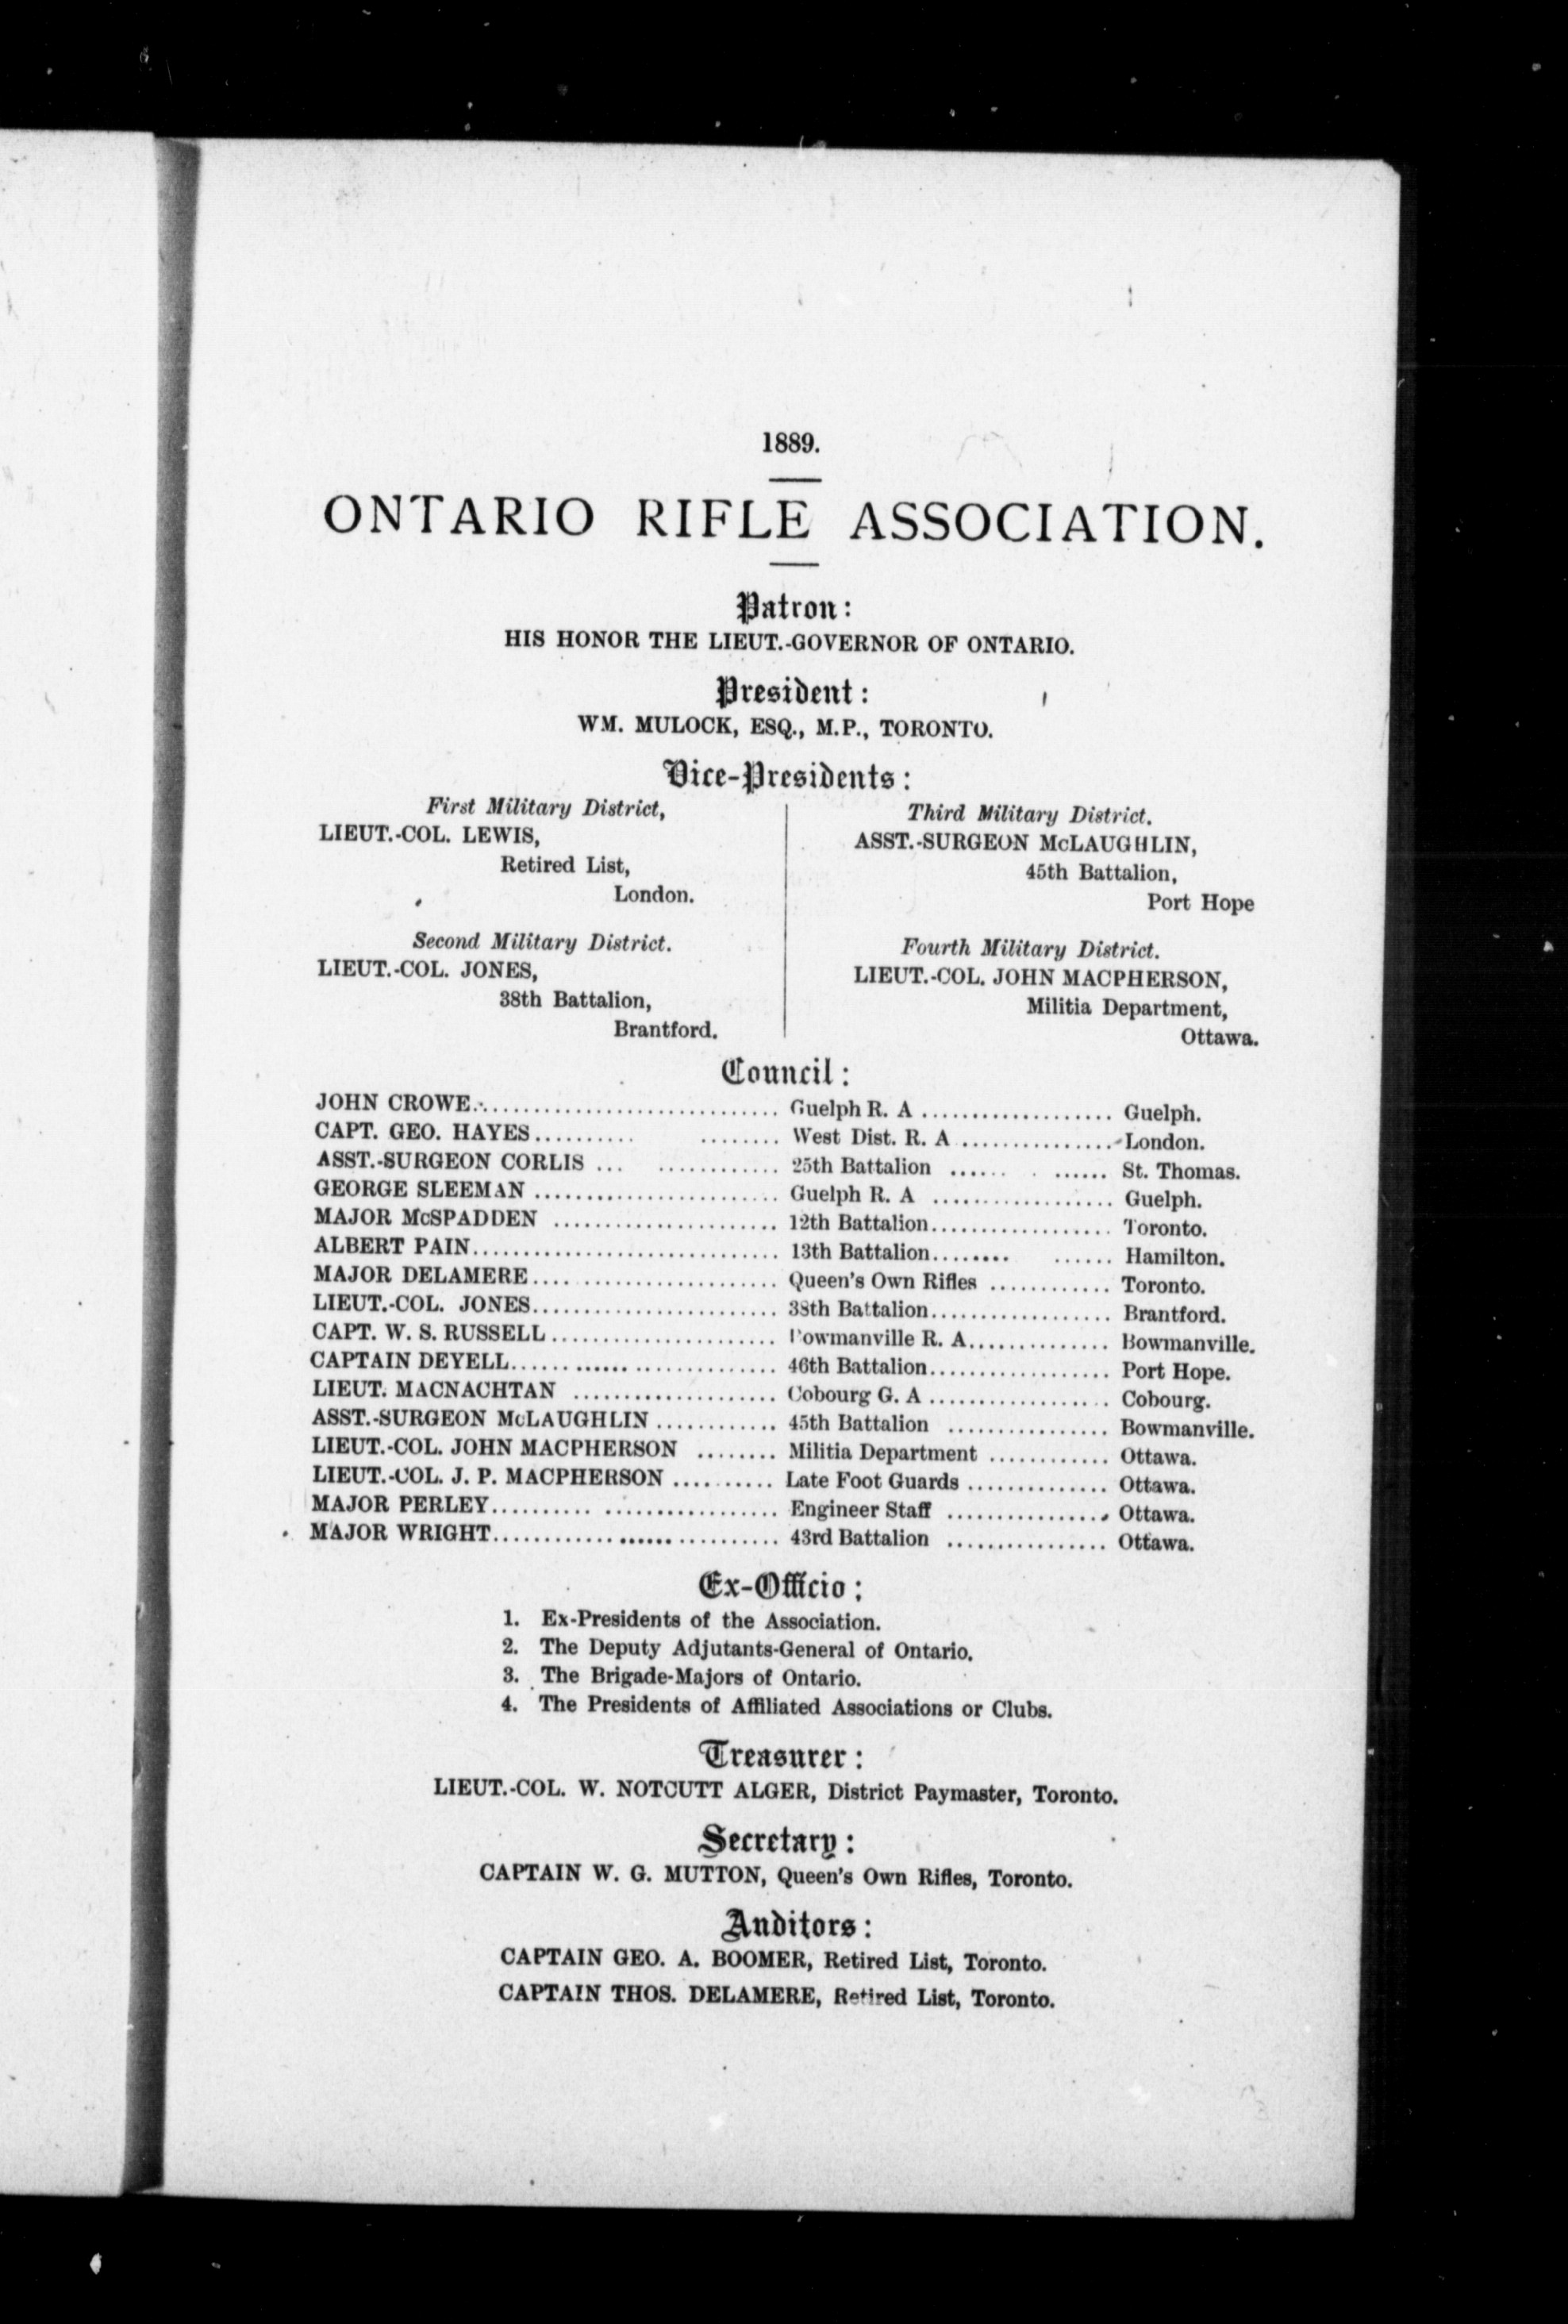 1889.
ONTARIO RIFLE ASSOCIATION.
Patron:
HIS HONOR THE LIEUT.-GOVERNOR OF ONTARIO.
President:
WM. MULOCK, ESQ., M.P., TORONTO.
Vice-Presidents:
First Military District,
LIEUT.-COL. LEWIS,
Retired List,
London.
Second Military District.
LIEUT.-COL. JONES,
38th Battalion,
Brantford.
Third Military District.
ASST.-SURGEON McLAUGHLIN,
45th Battalion,
Port Hope
Fourth Military District.
LIEUT.-COL. JOHN MACPHERSON,
Militia Department,
Ottawa.
Council:
JOHN CROWE.............................. Guelph R. A ................... Guelph.
CAPT. GEO. HAYES.......... ........ West Dist. R. A ................London.
ASST.-SURGEON CORLIS ... ............ 25th Battalion ...... ...... St. Thomas.
GEORGE SLEEMAN ........................ Guelph R. A .................. Guelph.
MAJOR McSPADDEN ...................... 12th Battalion.................. Toronto.
ALBERT PAIN.............................. 13th Battalion........ ...... Hamilton.
MAJOR DELAMERE........................ Queen's Own Rifles ............ Toronto.
LIEUT.-COL. JONES........................ 38th Battalion.................. Brantford.
CAPT. W. S. RUSSELL...................... Bowmanville R. A.............. Bowmanville.
CAPTAIN DEYELL.......................... 46th Battalion.................. Port Hope.
LIEUT. MACNACHTAN .................... Cobourg G. A .................. Cobourg.
ASST.-SURGEON McLAUGHLIN ............ 45th Battalion ................ Bowmanville.
LIEUT.-COL. JOHN MACPHERSON ........ Militia Department ............ Ottawa.
LIEUT.-COL. J. P. MACPHERSON .......... Late Foot Guards .............. Ottawa.
MAJOR PERLEY.......... ................. Engineer Staff ................ Ottawa.
MAJOR WRIGHT............................ 43rd Battalion ................ Ottawa.
Ex-Officio:
1. Ex-Presidents of the Association.
2. The Deputy Adjutants-General of Ontario.
3. The Brigade-Majors of Ontario.
4. The Presidents of Affiliated Associations or Clubs.
Treasurer:
LIEUT.-COL. W. NOTCUTT ALGER, District Paymaster, Toronto.
Secretary:
CAPTAIN W. G. MUTTON, Queen's Own Rifles, Toronto.
Auditors:
CAPTAIN GEO. A. BOOMER, Retired List, Toronto.
CAPTAIN THOS. DELAMERE, Retired List, Toronto.